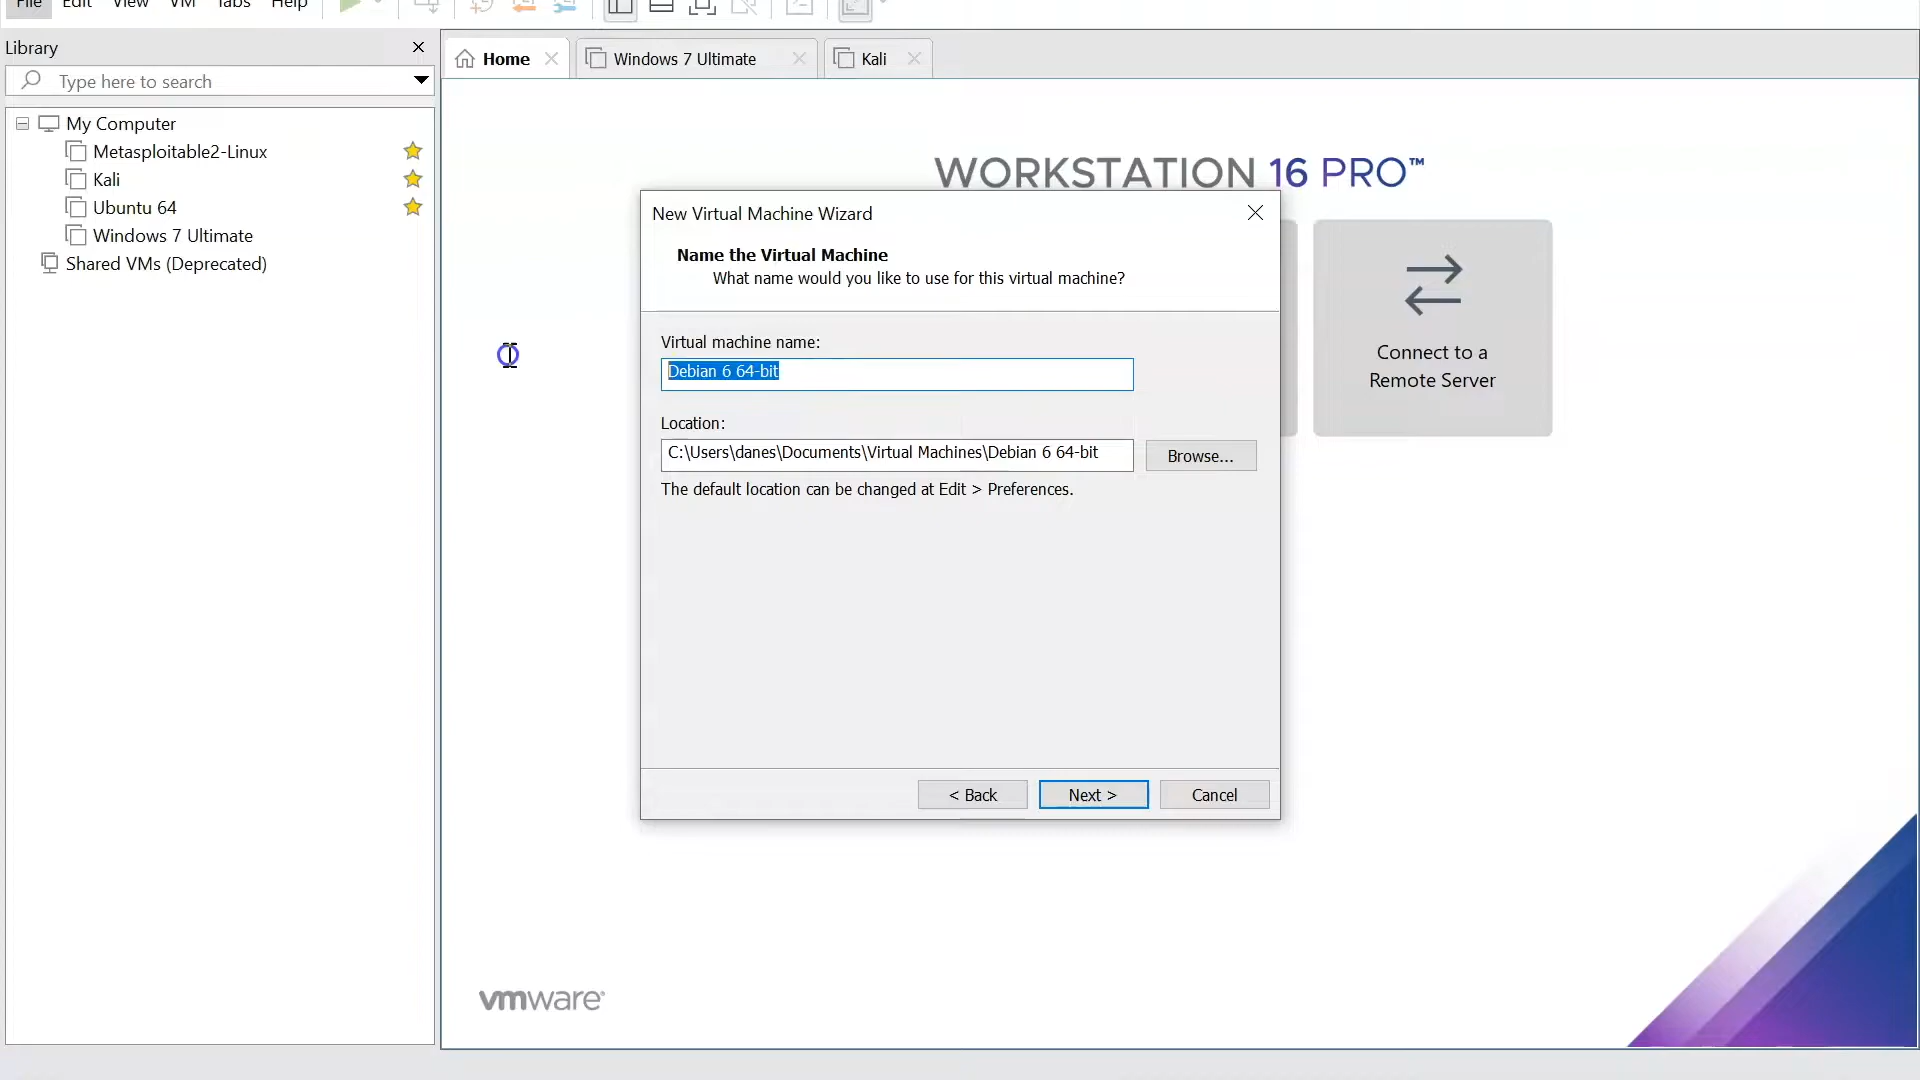 File Edit View VM Tabs Help
Library
Type here to search
My Computer
Metasploitable2-Linux
Kali
Ubuntu 64
Windows 7 Ultimate
Shared VMs (Deprecated)
Home
Windows 7 Ultimate
Kali
WORKSTATION 16 PRO™
New Virtual Machine Wizard
Name the Virtual Machine
What name would you like to use for this virtual machine?
Virtual machine name:
Debian 6 64-bit
Location:
C:\Users\danes\Documents\Virtual Machines\Debian 6 64-bit
Browse...
The default location can be changed at Edit > Preferences.
< Back
Next >
Cancel
Connect to a
Remote Server
vmware®